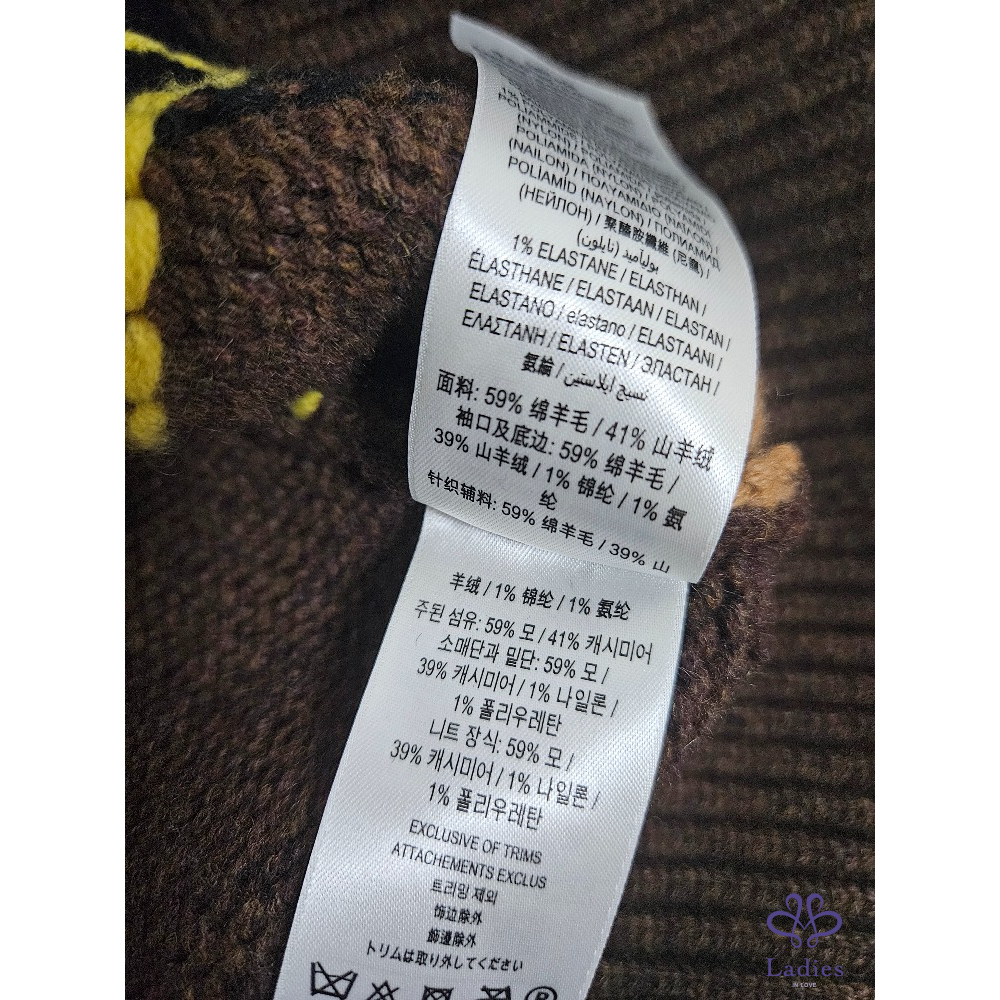 POLIAMIDA (NYLON) /
(NAILON) / ΠΟΛΥΑΜΙΔΙΟ (ΝΑΪΛΟΝ) /
POLIAMİD (NAYLON) / ПОЛИАМИД
(НЕЙЛОН) / 聚醯胺纖維 (尼龍) /
بولياميد (نايلون)
1% ELASTANE / ELASTHAN /
ÉLASTHANE / ELASTAAN / ELASTAN /
ELASTANO / elastano / ELASTAANI /
ΕΛΑΣΤΑΝΗ / ELASTEN / ЭЛАСТАН /
氨綸 / نسيج ايلاستين
面料: 59% 绵羊毛 / 41% 山羊绒
袖口及底边: 59% 绵羊毛 /
39% 山羊绒 / 1% 锦纶 / 1% 氨
纶
针织辅料: 59% 绵羊毛 / 39% 山
羊绒 / 1% 锦纶 / 1% 氨纶
주된 섬유: 59% 모 / 41% 캐시미어
소매단과 밑단: 59% 모 /
39% 캐시미어 / 1% 나일론 /
1% 폴리우레탄
니트 장식: 59% 모 /
39% 캐시미어 / 1% 나일론 /
1% 폴리우레탄
EXCLUSIVE OF TRIMS
ATTACHEMENTS EXCLUS
트리밍 제외
饰边除外
飾邊除外
トリムは取り外してください
Ladies
IN LOVE